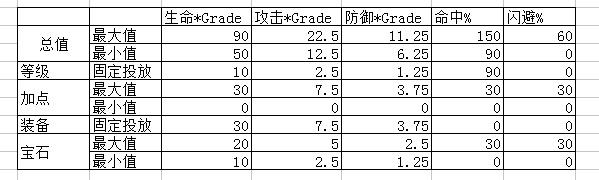 生命*Grade 攻击*Grade 防御*Grade 命中% 闪避%
总值 最大值 90 22.5 11.25 150 60
最小值 50 12.5 6.25 90 0
等级 固定投放 10 2.5 1.25 90 0
加点 最大值 30 7.5 3.75 30 30
最小值 0 0 0 0 0
装备 固定投放 30 7.5 3.75 0 0
宝石 最大值 20 5 2.5 30 30
最小值 10 2.5 1.25 0 0